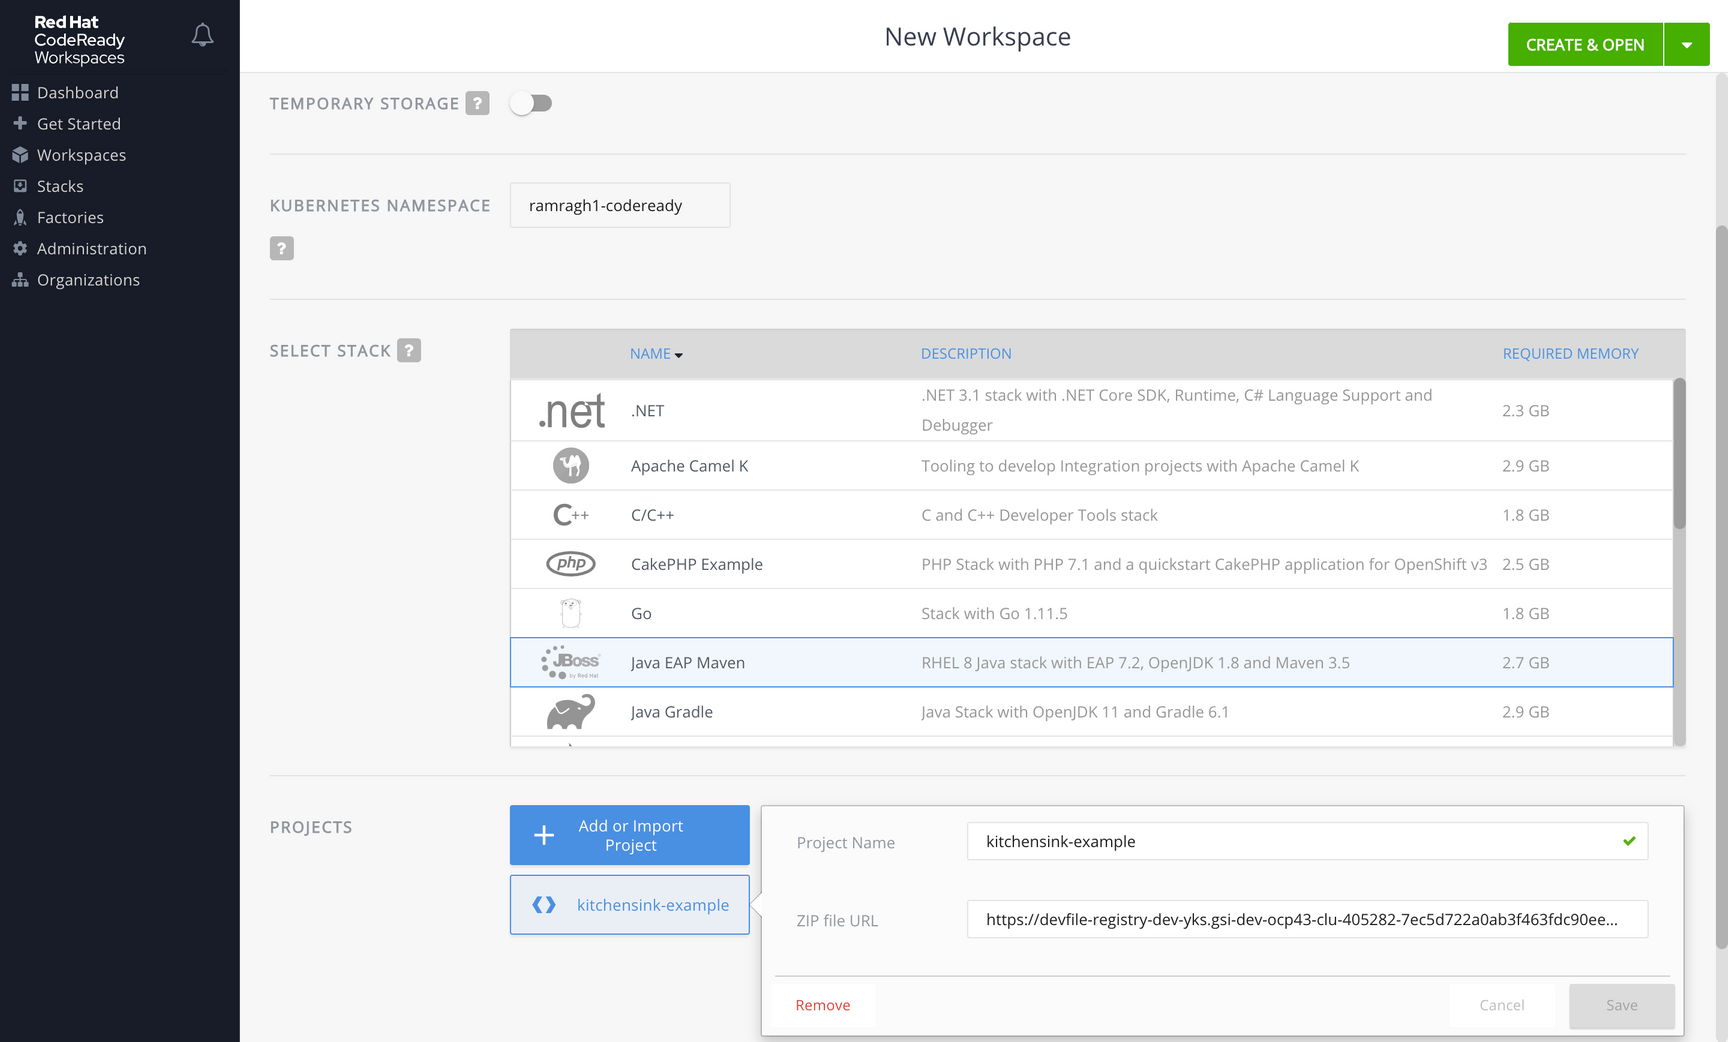 Red Hat
CodeReady
Workspaces
Dashboard
Get Started
Workspaces
Stacks
Factories
Administration
Organizations
New Workspace
CREATE & OPEN
TEMPORARY STORAGE ?
KUBERNETES NAMESPACE
?
ramragh1-codeready
SELECT STACK ?
NAME DESCRIPTION REQUIRED MEMORY
.net .NET .NET 3.1 stack with .NET Core SDK, Runtime, C# Language Support and
Debugger 2.3 GB
Apache Camel K Tooling to develop Integration projects with Apache Camel K 2.9 GB
C++ C/C++ C and C++ Developer Tools stack 1.8 GB
php CakePHP Example PHP Stack with PHP 7.1 and a quickstart CakePHP application for OpenShift v3 2.5 GB
Go Stack with Go 1.11.5 1.8 GB
JBoss by Red Hat Java EAP Maven RHEL 8 Java stack with EAP 7.2, OpenJDK 1.8 and Maven 3.5 2.7 GB
Java Gradle Java Stack with OpenJDK 11 and Gradle 6.1 2.9 GB
PROJECTS
+ Add or Import
Project
kitchensink-example
Project Name kitchensink-example
ZIP file URL https://devfile-registry-dev-yks.gsi-dev-ocp43-clu-405282-7ec5d722a0ab3f463fdc90ee...
Remove Cancel Save